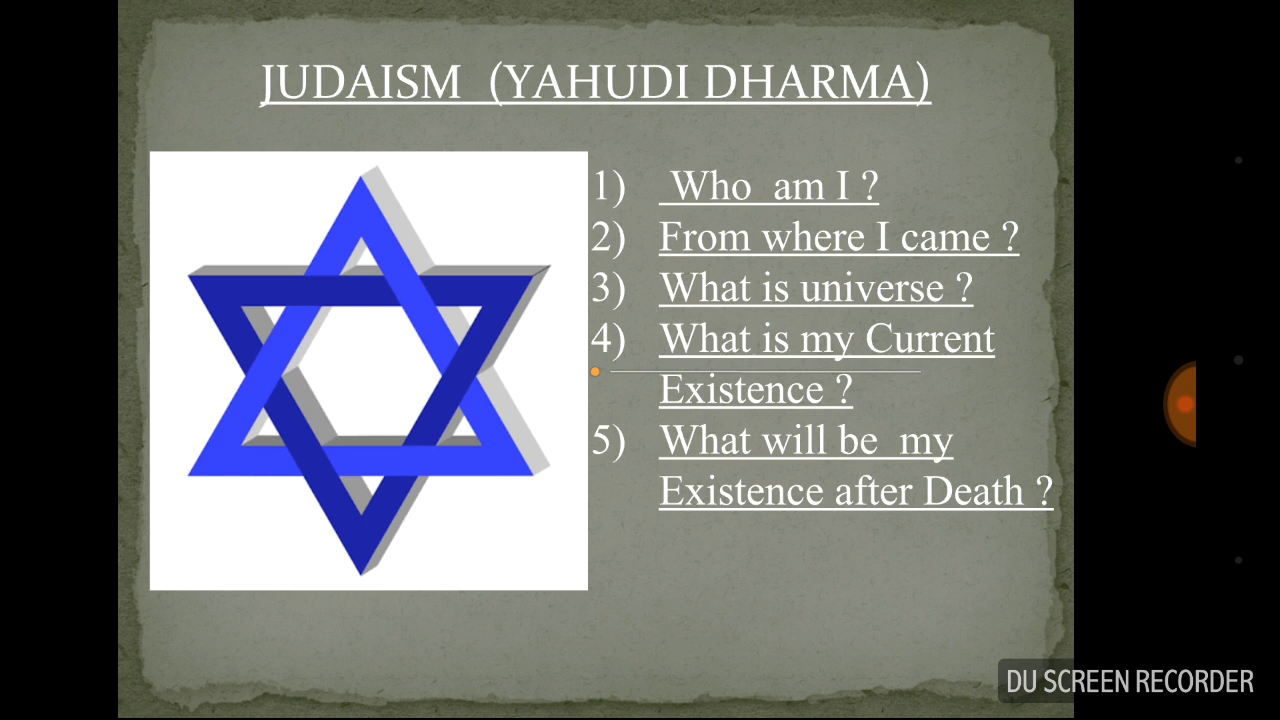 JUDAISM (YAHUDI DHARMA)
1) Who am I ?
2) From where I came ?
3) What is universe ?
4) What is my Current
Existence ?
5) What will be my
Existence after Death ?
DU SCREEN RECORDER